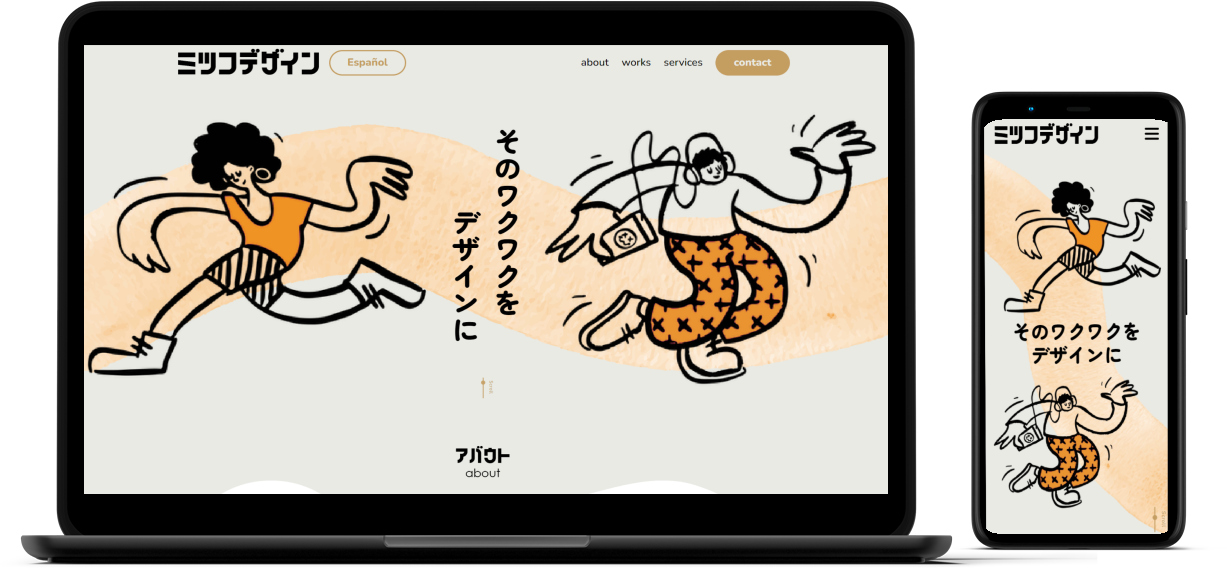 ミツフデザイン
Español
about
works
services
contact
そのワクワクを
デザインに
アバウト
about
ミツフデザイン
そのワクワクを
デザインに